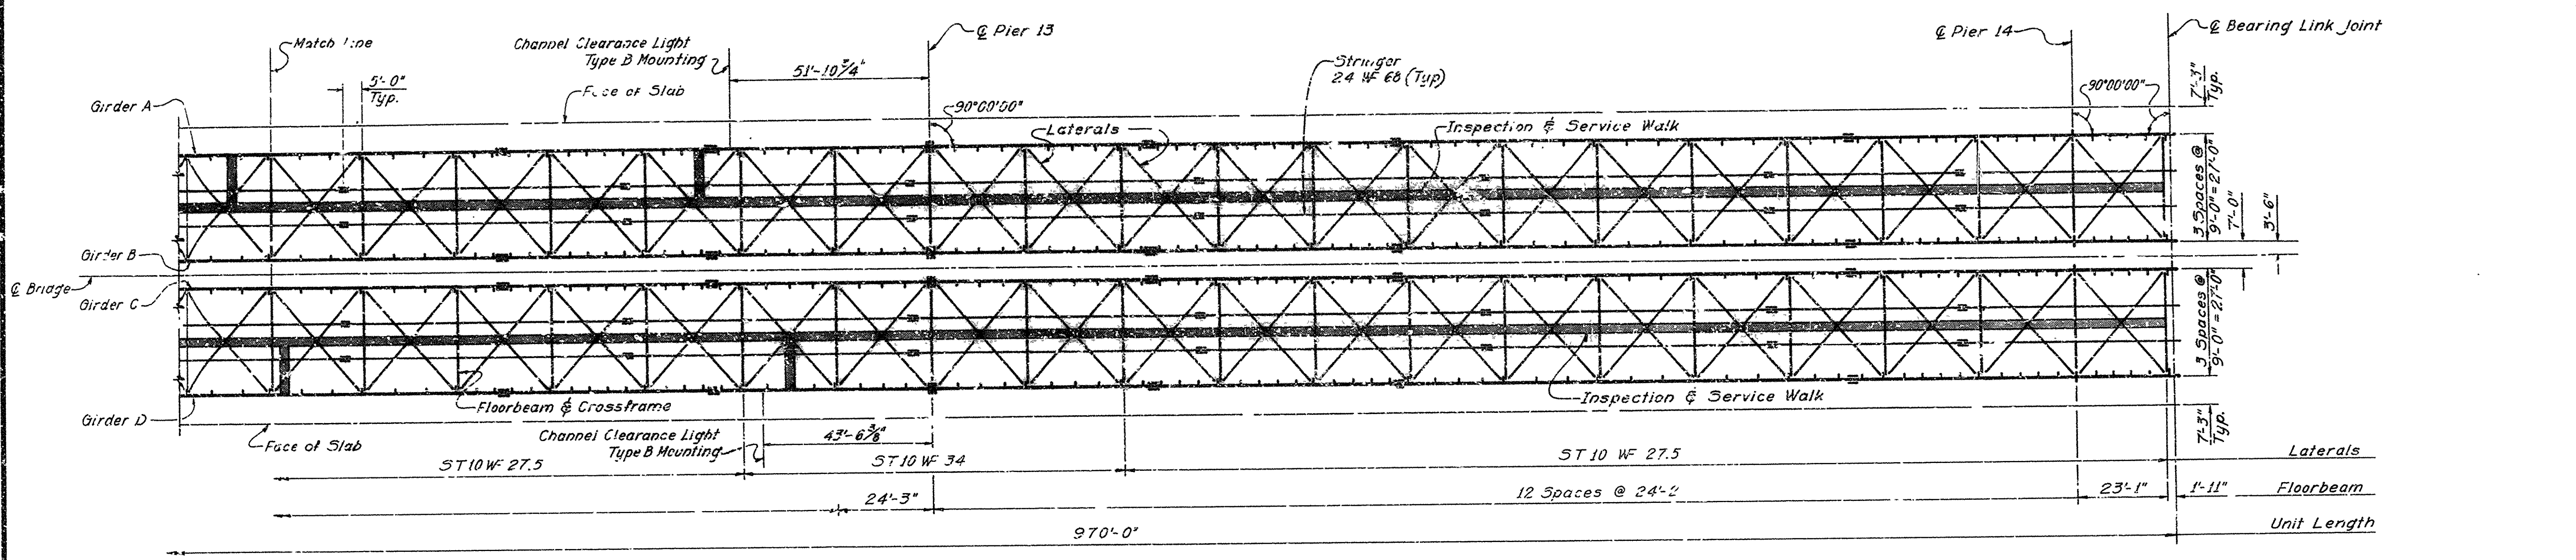 ℄ Pier 13
℄ Pier 14
℄ Bearing Link Joint
Match Line
Channel Clearance Light
Type B Mounting
51'-10 3/4"
Stringer
24 WF 68 (Typ)
5'-0"
Typ.
Face of Slab
90°00'00"
90°00'00"
7'-3"
Typ.
Girder A
Laterals
Inspection & Service Walk
3 Spaces @
9'-0" = 27'-0"
7'-0"
3'-6"
Girder B
℄ Bridge
Girder C
3 Spaces @
9'-0" = 27'-0"
Floorbeam & Crossframe
Inspection & Service Walk
Girder D
Face of Slab
Channel Clearance Light
Type B Mounting
43'-6 3/8"
7'-3"
Typ.
ST 10 WF 27.5
ST 10 WF 34
ST 10 WF 27.5
Laterals
24'-3"
12 Spaces @ 24'-2
23'-1"
1'-11"
Floorbeam
970'-0"
Unit Length